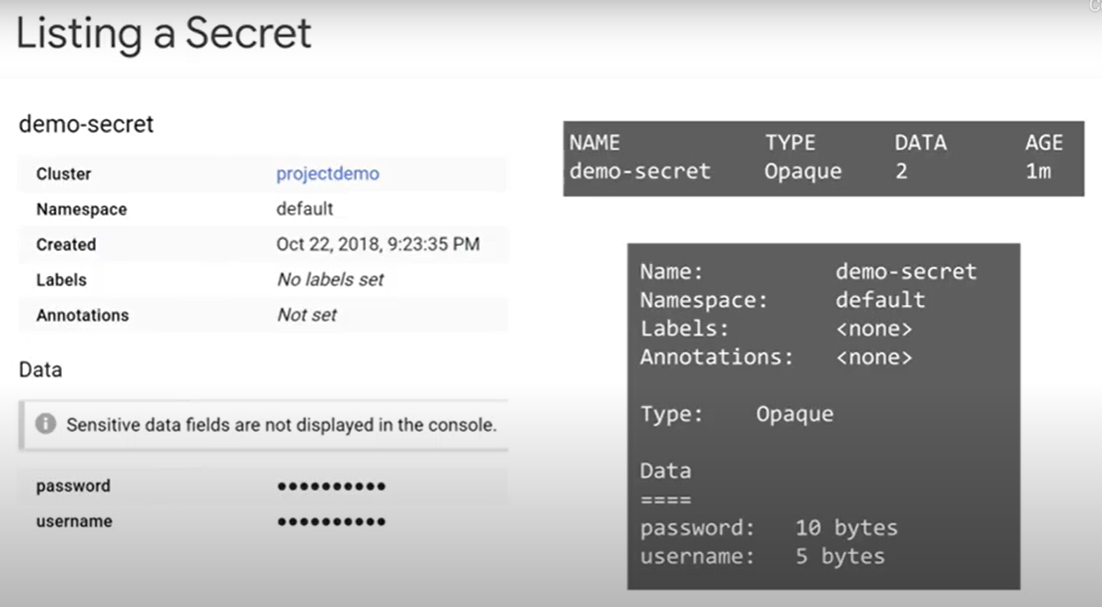 Listing a Secret
demo-secret
Cluster projectdemo
Namespace default
Created Oct 22, 2018, 9:23:35 PM
Labels No labels set
Annotations Not set
Data
Sensitive data fields are not displayed in the console.
password ••••••••••
username ••••••••••
NAME TYPE DATA AGE
demo-secret Opaque 2 1m
Name: demo-secret
Namespace: default
Labels: <none>
Annotations: <none>
Type: Opaque
Data
====
password: 10 bytes
username: 5 bytes